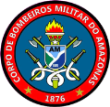 CORPO DE BOMBEIROS MILITAR DO AMAZONAS
1876